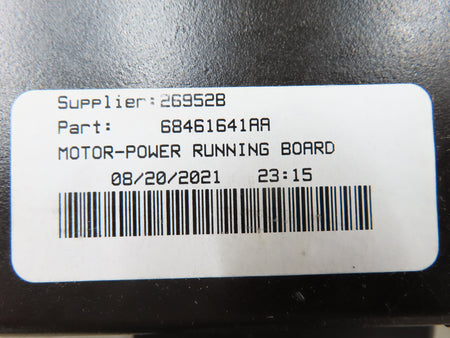 Supplier:26952B
Part: 68461641AA
MOTOR-POWER RUNNING BOARD
08/20/2021 23:15